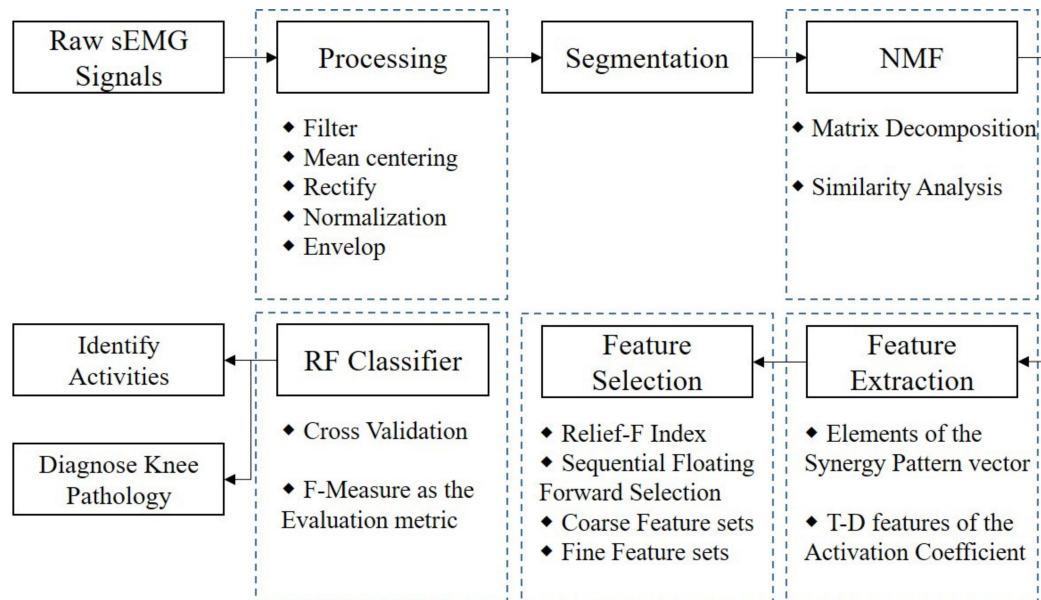 Raw sEMG
Signals
Processing
◆ Filter
◆ Mean centering
◆ Rectify
◆ Normalization
◆ Envelop
Segmentation
NMF
◆ Matrix Decomposition
◆ Similarity Analysis
Identify
Activities
Diagnose Knee
Pathology
RF Classifier
◆ Cross Validation
◆ F-Measure as the
Evaluation metric
Feature
Selection
◆ Relief-F Index
◆ Sequential Floating
Forward Selection
◆ Coarse Feature sets
◆ Fine Feature sets
Feature
Extraction
◆ Elements of the
Synergy Pattern vector
◆ T-D features of the
Activation Coefficient